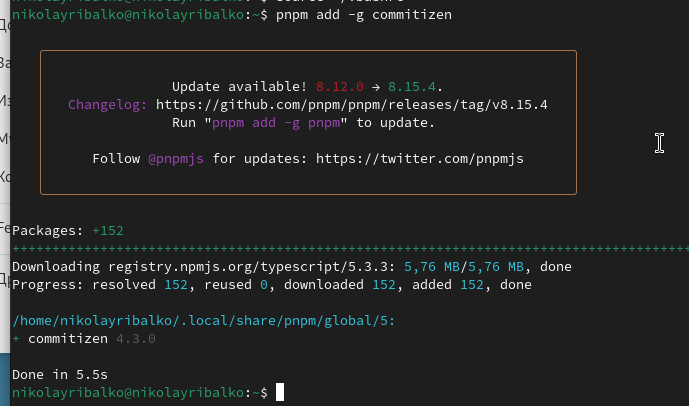 nikolayribalko@nikolayribalko:~$ pnpm add -g commitizen
Update available! 8.12.0 → 8.15.4.
Changelog: https://github.com/pnpm/pnpm/releases/tag/v8.15.4
Run "pnpm add -g pnpm" to update.
Follow @pnpmjs for updates: https://twitter.com/pnpmjs
Packages: +152
++++++++++++++++++++++++++++++++++++++++++++++++++++++++++++++++++++++++++++++++++++
Downloading registry.npmjs.org/typescript/5.3.3: 5,76 MB/5,76 MB, done
Progress: resolved 152, reused 0, downloaded 152, added 152, done
/home/nikolayribalko/.local/share/pnpm/global/5:
+ commitizen 4.3.0
Done in 5.5s
nikolayribalko@nikolayribalko:~$